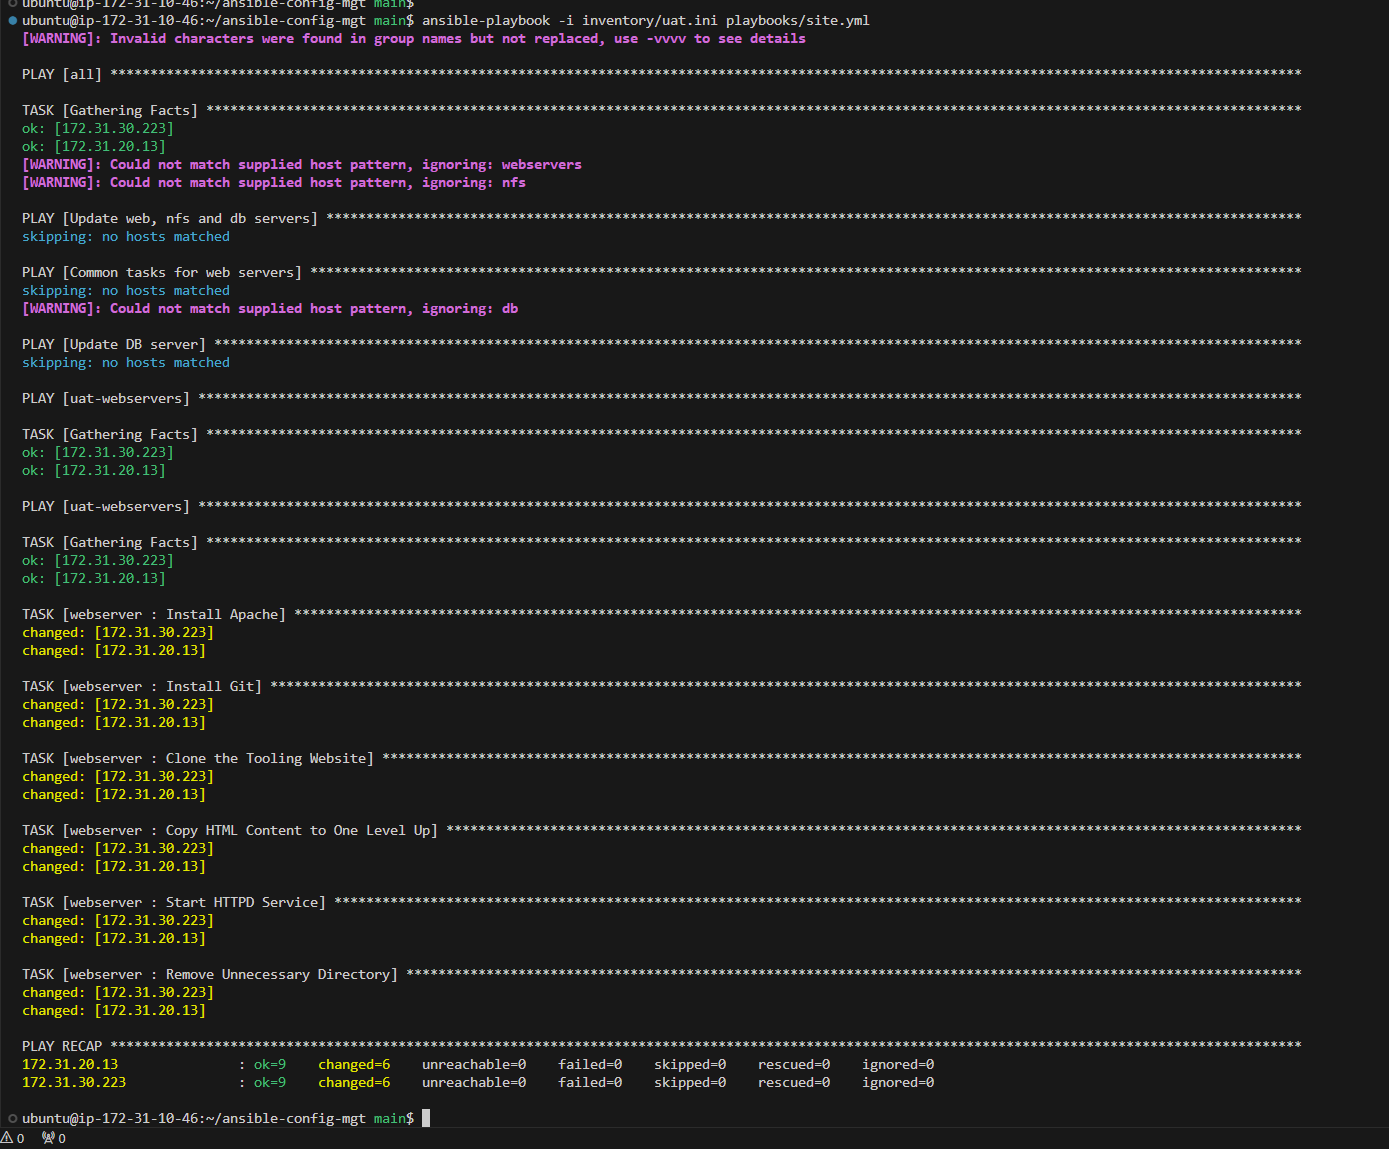 ubuntu@ip-172-31-10-46:~/ansible-config-mgt main$
ubuntu@ip-172-31-10-46:~/ansible-config-mgt main$ ansible-playbook -i inventory/uat.ini playbooks/site.yml
[WARNING]: Invalid characters were found in group names but not replaced, use -vvvv to see details
PLAY [all] *****************************************************************************************************************************************************
TASK [Gathering Facts] *****************************************************************************************************************************************
ok: [172.31.30.223]
ok: [172.31.20.13]
[WARNING]: Could not match supplied host pattern, ignoring: webservers
[WARNING]: Could not match supplied host pattern, ignoring: nfs
PLAY [Update web, nfs and db servers] **************************************************************************************************************************
skipping: no hosts matched
PLAY [Common tasks for web servers] ****************************************************************************************************************************
skipping: no hosts matched
[WARNING]: Could not match supplied host pattern, ignoring: db
PLAY [Update DB server] ****************************************************************************************************************************************
skipping: no hosts matched
PLAY [uat-webservers] ******************************************************************************************************************************************
TASK [Gathering Facts] *****************************************************************************************************************************************
ok: [172.31.30.223]
ok: [172.31.20.13]
PLAY [uat-webservers] ******************************************************************************************************************************************
TASK [Gathering Facts] *****************************************************************************************************************************************
ok: [172.31.30.223]
ok: [172.31.20.13]
TASK [webserver : Install Apache] ******************************************************************************************************************************
changed: [172.31.30.223]
changed: [172.31.20.13]
TASK [webserver : Install Git] *********************************************************************************************************************************
changed: [172.31.30.223]
changed: [172.31.20.13]
TASK [webserver : Clone the Tooling Website] *******************************************************************************************************************
changed: [172.31.30.223]
changed: [172.31.20.13]
TASK [webserver : Copy HTML Content to One Level Up] ***********************************************************************************************************
changed: [172.31.30.223]
changed: [172.31.20.13]
TASK [webserver : Start HTTPD Service] *************************************************************************************************************************
changed: [172.31.30.223]
changed: [172.31.20.13]
TASK [webserver : Remove Unnecessary Directory] ****************************************************************************************************************
changed: [172.31.30.223]
changed: [172.31.20.13]
PLAY RECAP *****************************************************************************************************************************************************
172.31.20.13 : ok=9 changed=6 unreachable=0 failed=0 skipped=0 rescued=0 ignored=0
172.31.30.223 : ok=9 changed=6 unreachable=0 failed=0 skipped=0 rescued=0 ignored=0
ubuntu@ip-172-31-10-46:~/ansible-config-mgt main$
0 0